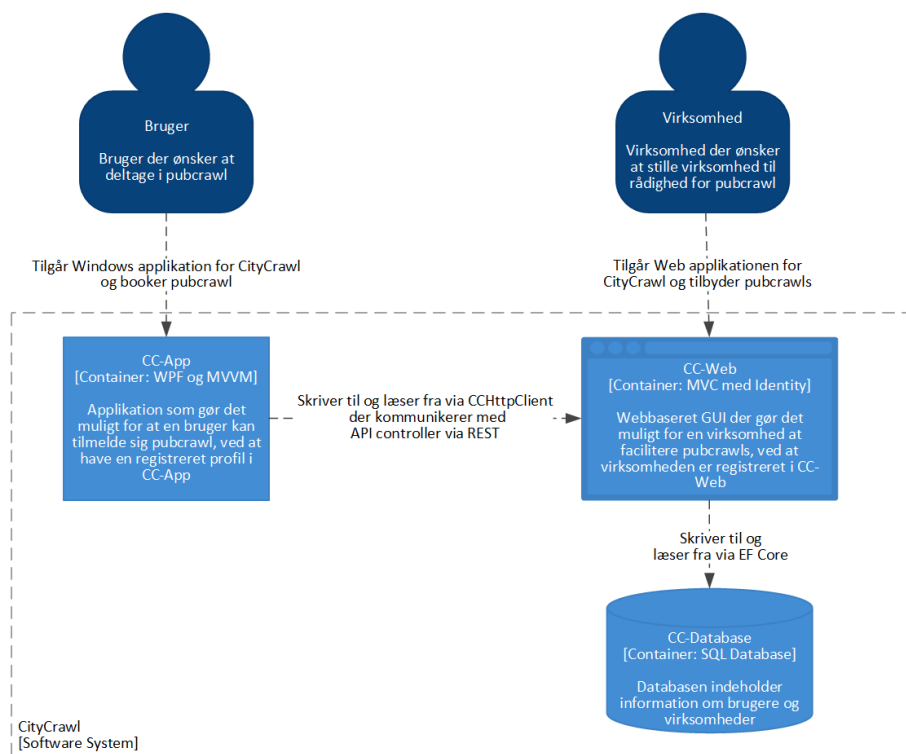 Bruger
Bruger der ønsker at
deltage i pubcrawl
Virksomhed
Virksomhed der ønsker
at stille virksomhed til
rådighed for pubcrawl
Tilgår Windows applikation for CityCrawl
og booker pubcrawl
Tilgår Web applikationen for
CityCrawl og tilbyder pubcrawls
CC-App
[Container: WPF og MVVM]
Applikation som gør det
muligt for at en bruger kan
tilmelde sig pubcrawl, ved at
have en registreret profil i
CC-App
Skriver til og læser fra via CCHttpClient
der kommunikerer med
API controller via REST
CC-Web
[Container: MVC med Identity]
Webbaseret GUI der gør det
muligt for en virksomhed at
facilitere pubcrawls, ved at
virksomheden er registreret i CC-
Web
Skriver til og
læser fra via EF Core
CC-Database
[Container: SQL Database]
Databasen indeholder
information om brugere og
virksomheder
CityCrawl
[Software System]